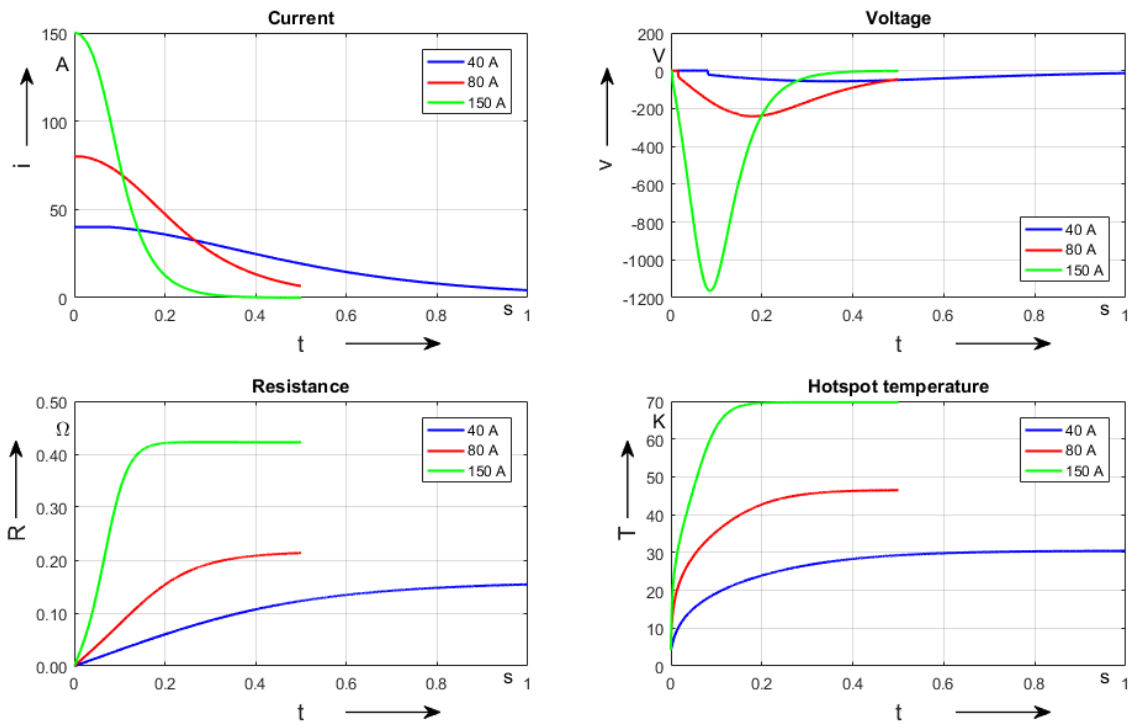 Current
150
A
100
50
0
i
40 A
80 A
150 A
0
0.2
0.4
0.6
0.8
s
1
t
Voltage
200
V
0
-200
-400
-600
-800
-1000
-1200
v
40 A
80 A
150 A
0
0.2
0.4
0.6
0.8
s
1
t
Resistance
0.50
Ω
0.40
0.30
0.20
0.10
0.00
R
40 A
80 A
150 A
0
0.2
0.4
0.6
0.8
s
1
t
Hotspot temperature
70
K
60
50
40
30
20
10
0
T
40 A
80 A
150 A
0
0.2
0.4
0.6
0.8
s
1
t